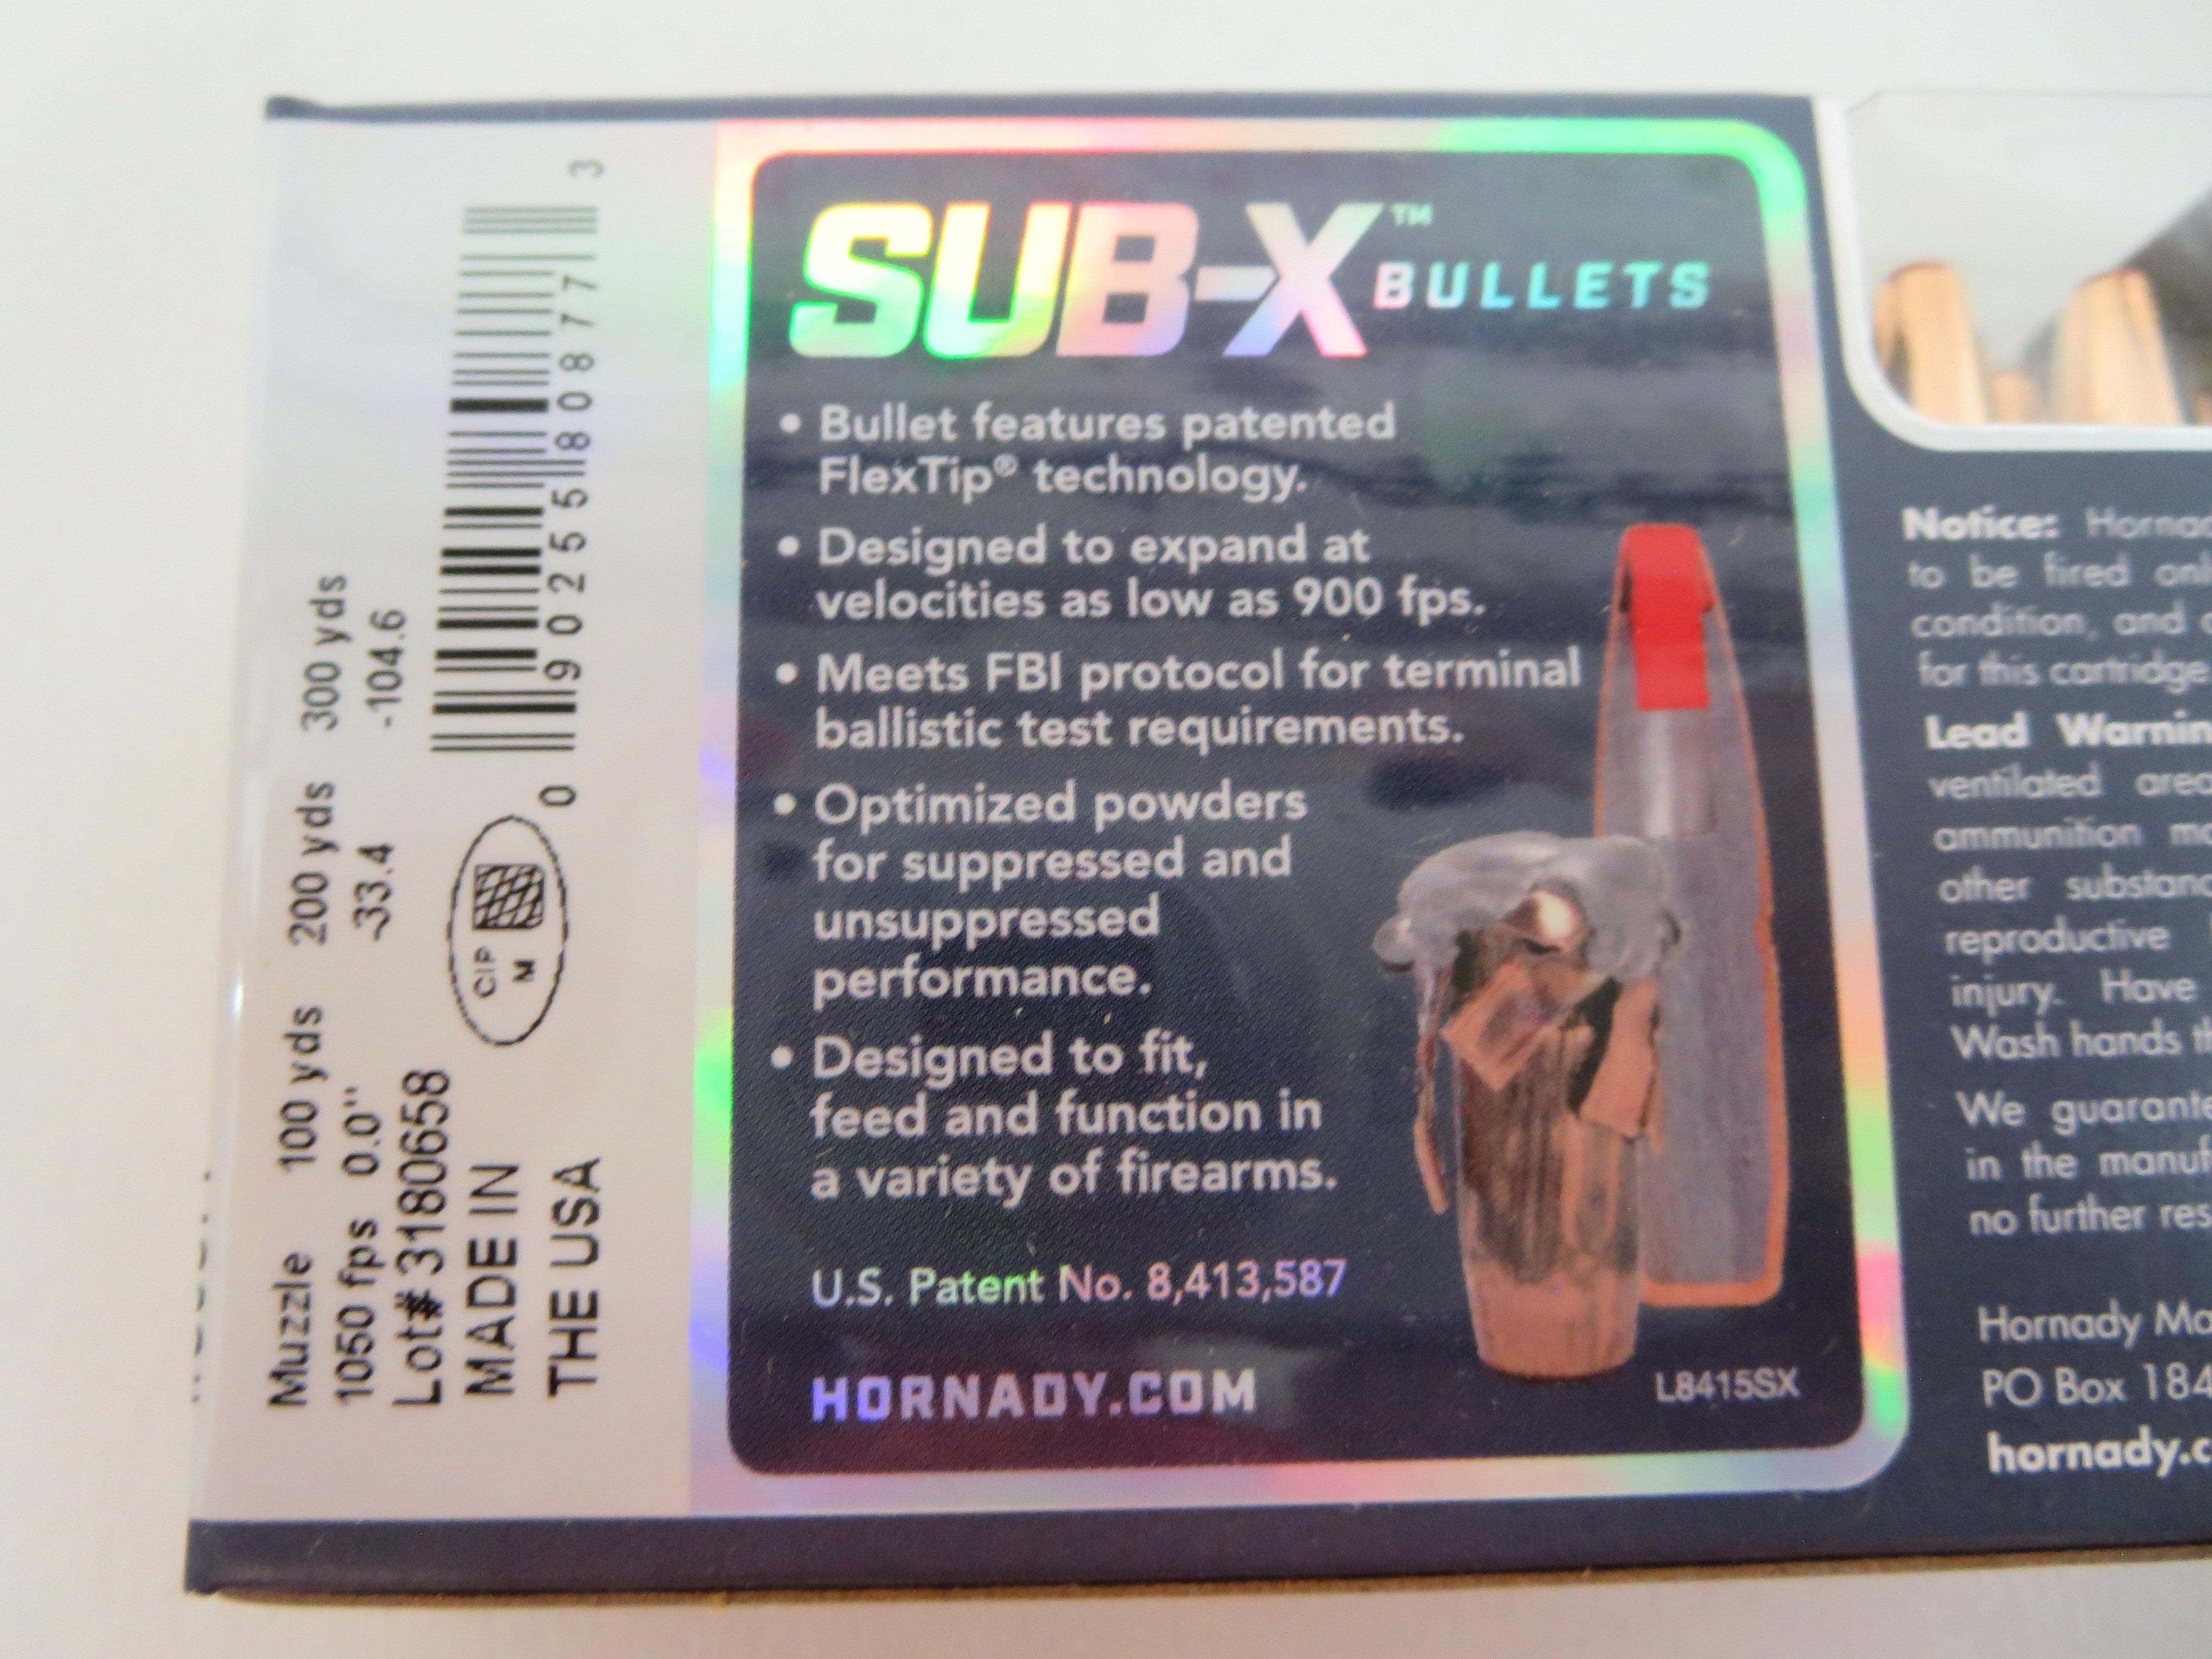 Muzzle 100 yds 200 yds 300 yds
1050 fps 0.0" -33.4 -104.6
Lot# 3180658
MADE IN
THE USA
CIP
M
0 90255 80877 3
SUB-X™ BULLETS
• Bullet features patented
FlexTip® technology.
• Designed to expand at
velocities as low as 900 fps.
• Meets FBI protocol for terminal
ballistic test requirements.
• Optimized powders
for suppressed and
unsuppressed
performance.
• Designed to fit,
feed and function in
a variety of firearms.
U.S. Patent No. 8,413,587
HORNADY.COM
L8415SX
Notice:
to be fired
condition, and
for this cartridge
Lead
ventilated
ammunition
other
reproductive
injury. Have
Wash hands
We
in the
no further
Hornady
PO Box